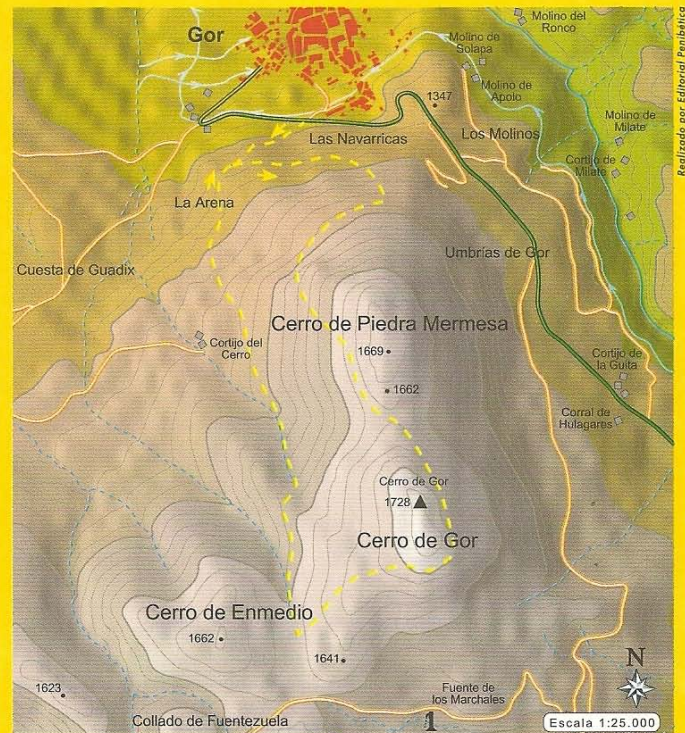 Gor
Molino del
Ronco
Molino de
Solapa
Molino de
Apolo
1347
Las Navarricas
Los Molinos
Molino de
Milate
Cortijo de
Milate
La Arena
Umbrías de Gor
Cuesta de Guadix
Cerro de Piedra Mermesa
Cortijo del
Cerro
1669
1662
Cortijo de
la Guita
Corral de
Hulagares
Cerro de Gor
1728
Cerro de Gor
Cerro de Enmedio
1662
1641
1623
Fuente de
los Marchales
Collado de Fuentezuela
1
N
Escala 1:25.000
Realizado por Editorial Penibética